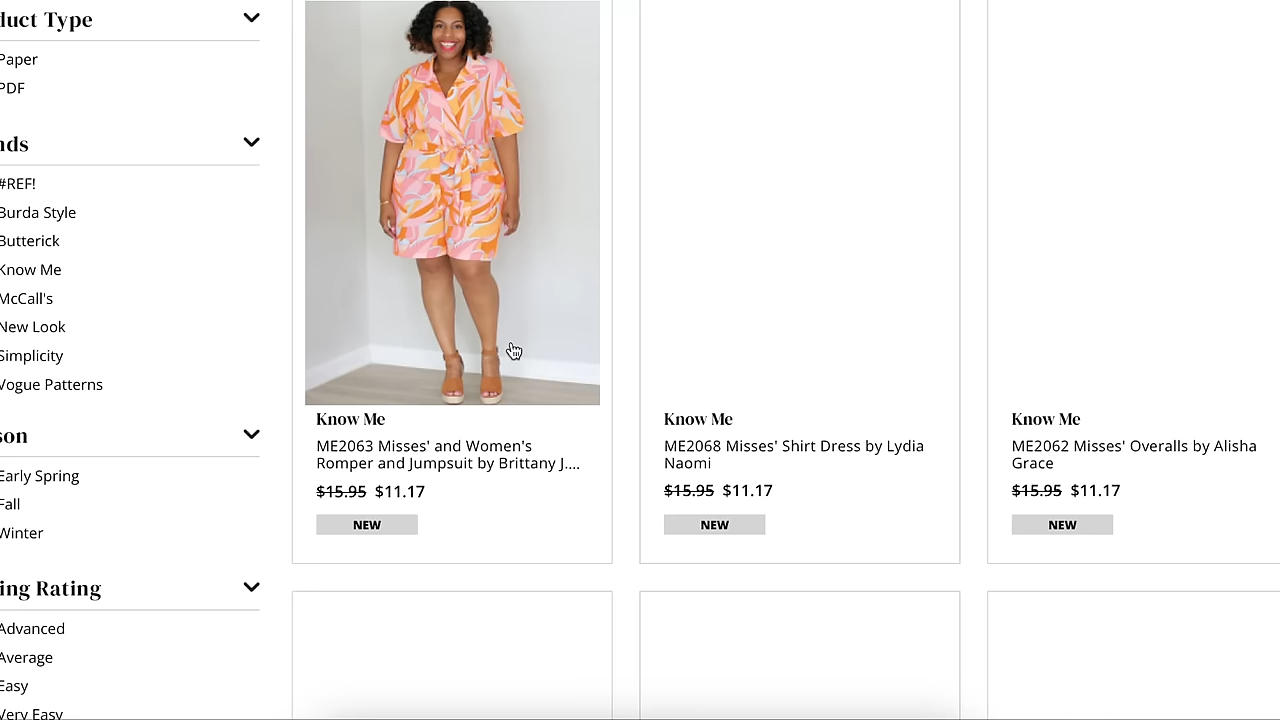 duct Type
Paper
PDF
nds
#REF!
Burda Style
Butterick
Know Me
McCall's
New Look
Simplicity
Vogue Patterns
son
Early Spring
Fall
Winter
ing Rating
Advanced
Average
Easy
Very Easy
Know Me
ME2063 Misses' and Women's
Romper and Jumpsuit by Brittany J....
$15.95 $11.17
NEW
Know Me
ME2068 Misses' Shirt Dress by Lydia
Naomi
$15.95 $11.17
NEW
Know Me
ME2062 Misses' Overalls by Alisha
Grace
$15.95 $11.17
NEW